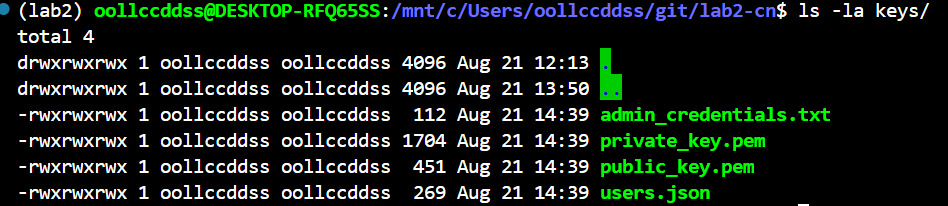 (lab2) oollccddss@DESKTOP-RFQ65SS:/mnt/c/Users/oollccddss/git/lab2-cn$ ls -la keys/
total 4
drwxrwxrwx 1 oollccddss oollccddss 4096 Aug 21 12:13 .
drwxrwxrwx 1 oollccddss oollccddss 4096 Aug 21 13:50 ..
-rwxrwxrwx 1 oollccddss oollccddss  112 Aug 21 14:39 admin_credentials.txt
-rwxrwxrwx 1 oollccddss oollccddss 1704 Aug 21 14:39 private_key.pem
-rwxrwxrwx 1 oollccddss oollccddss  451 Aug 21 14:39 public_key.pem
-rwxrwxrwx 1 oollccddss oollccddss  269 Aug 21 14:39 users.json